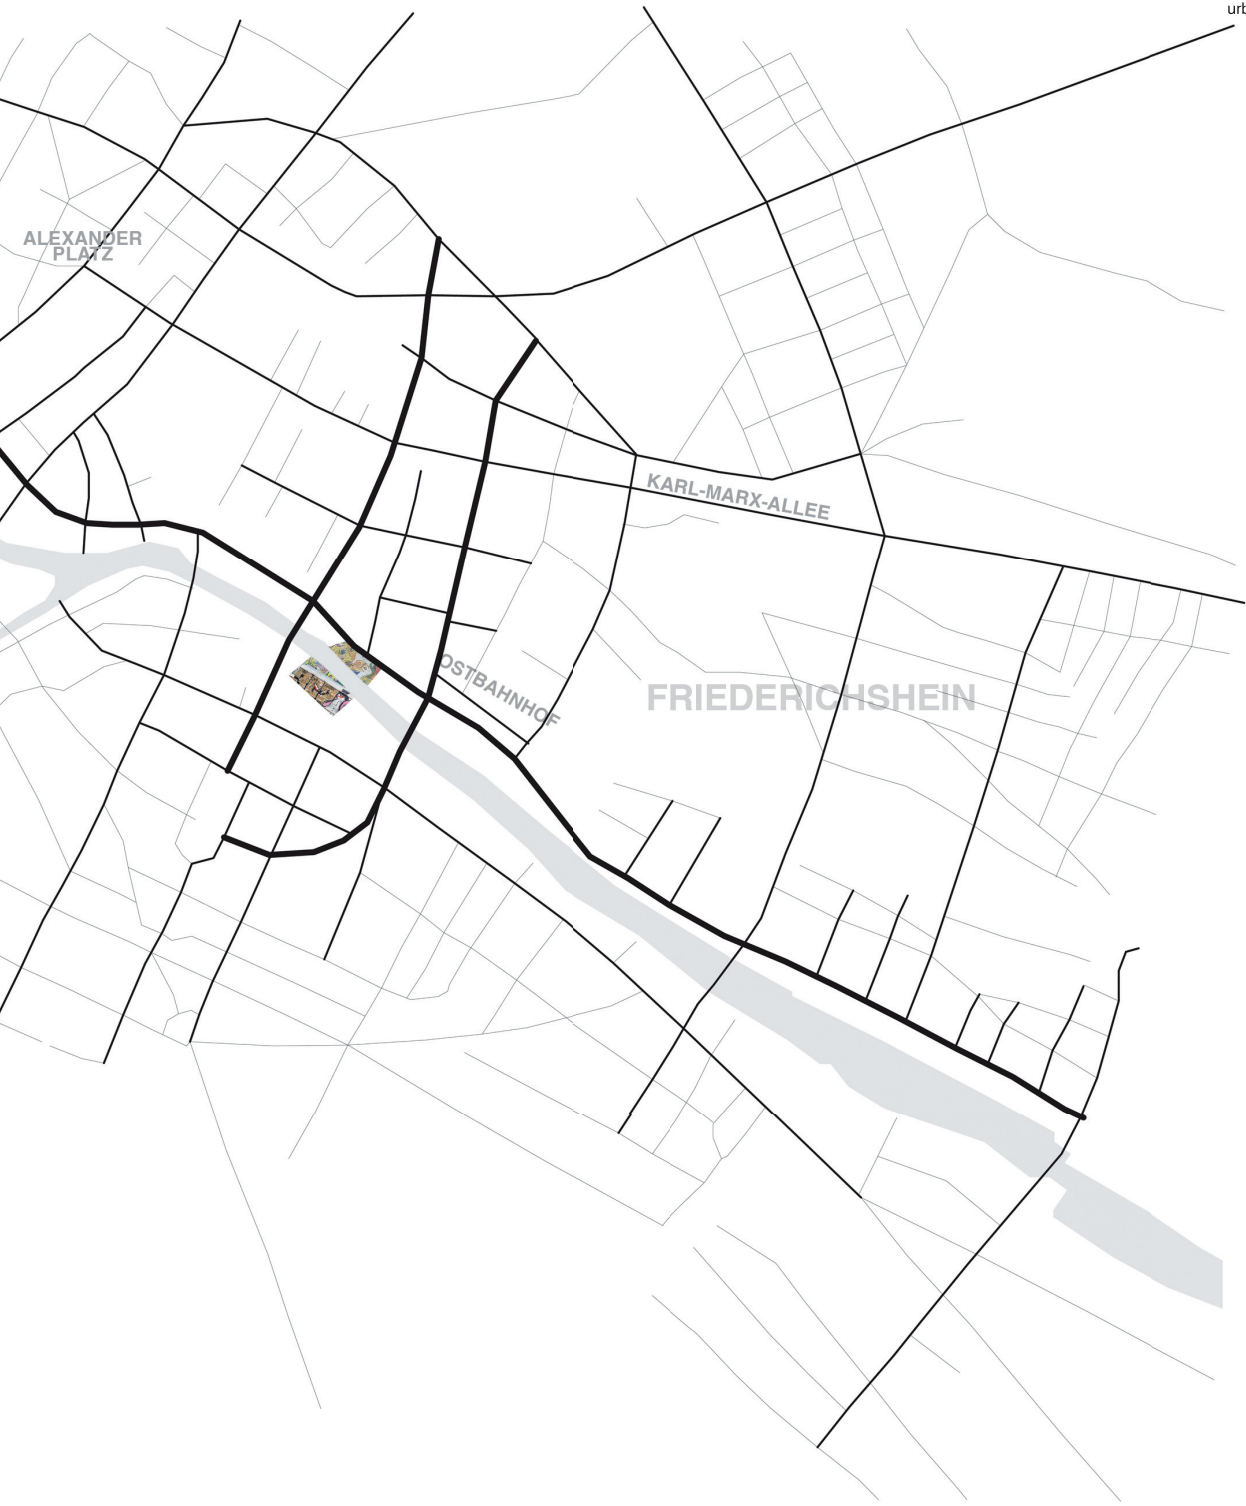 urb
ALEXANDER
PLATZ
KARL-MARX-ALLEE
OSTBAHNHOF
FRIEDERICHSHEIN